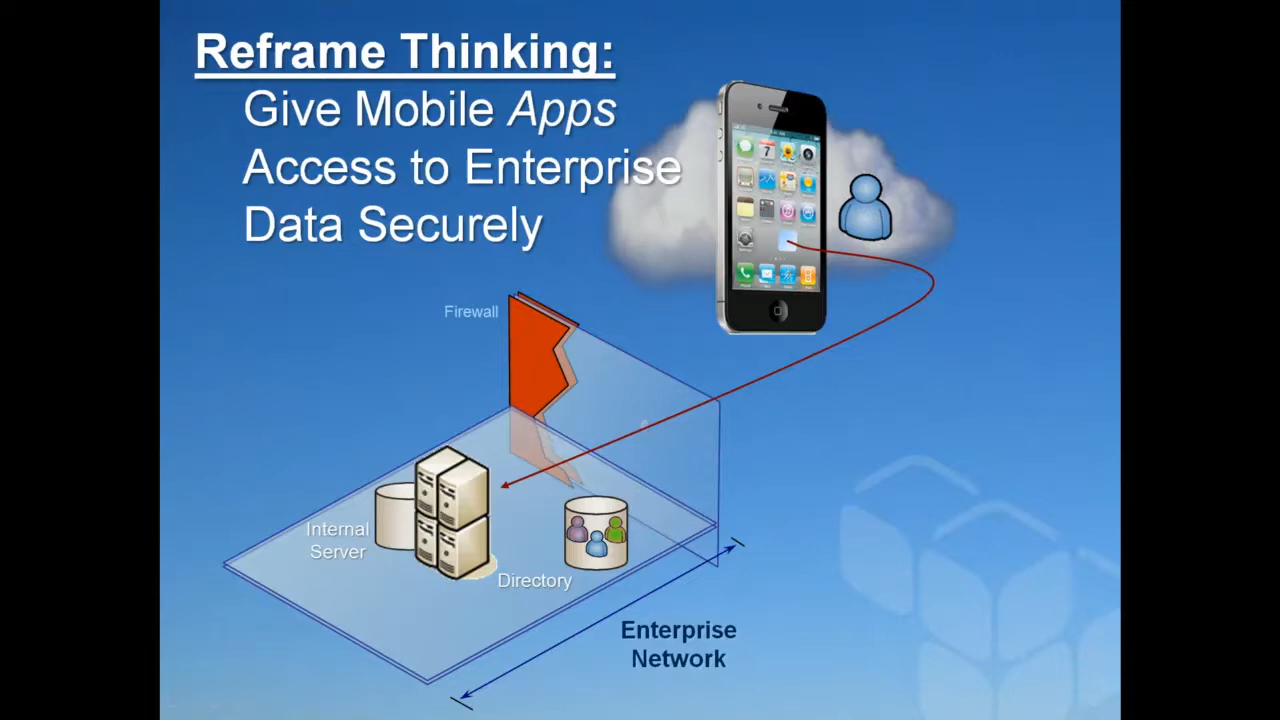 Reframe Thinking:
Give Mobile Apps
Access to Enterprise
Data Securely
Firewall
Internal
Server
Directory
Enterprise
Network